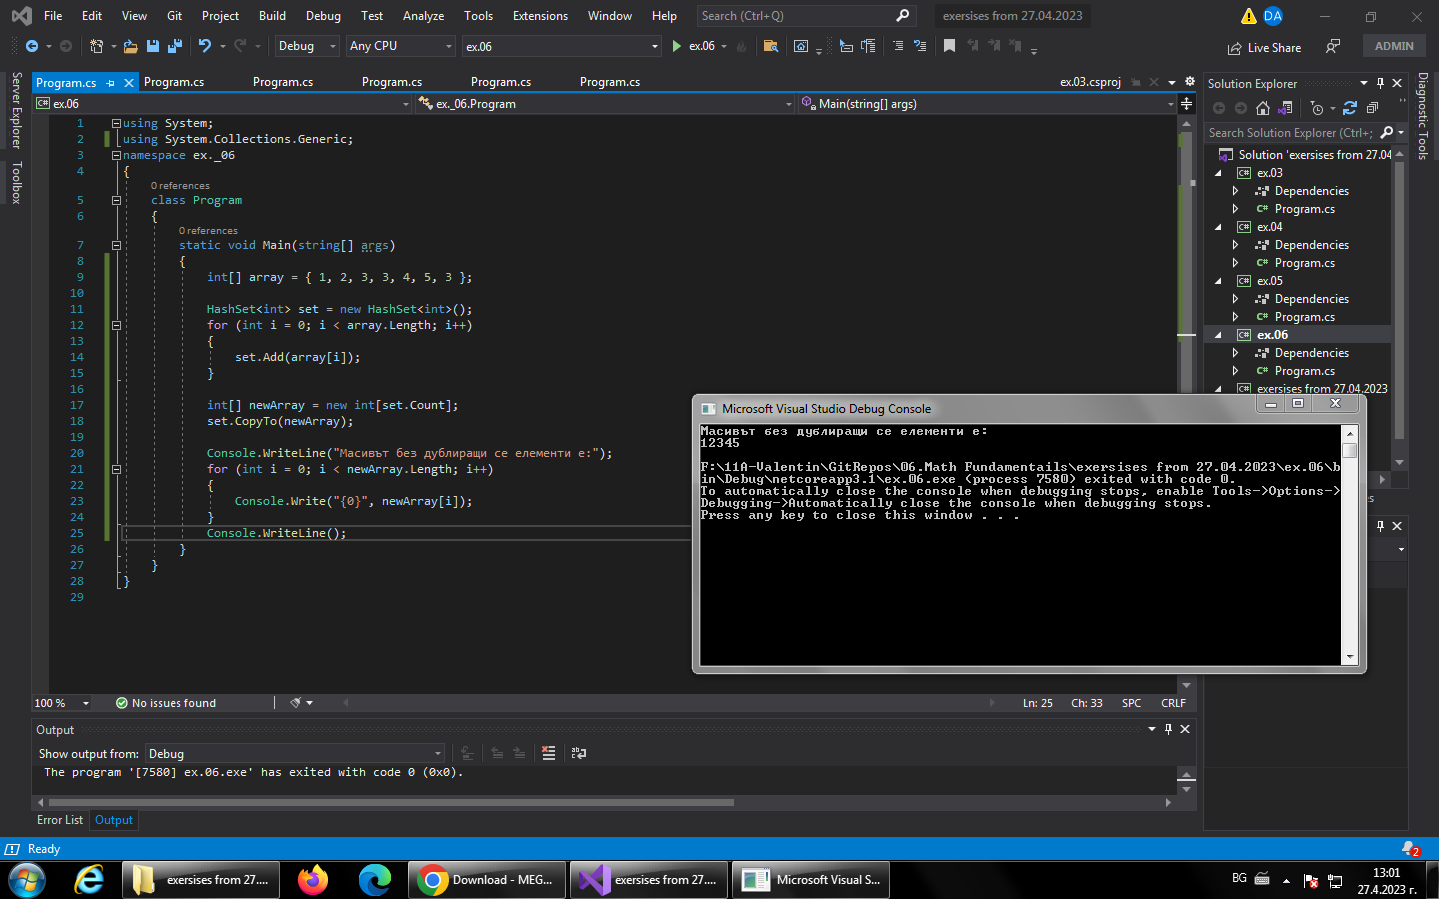 File Edit View Git Project Build Debug Test Analyze Tools Extensions Window Help Search (Ctrl+Q) exersises from 27.04.2023 DA
Debug Any CPU ex.06 ex.06 Live Share ADMIN
Program.cs Program.cs Program.cs Program.cs Program.cs Program.cs ex.03.csproj
ex.06 ex._06.Program Main(string[] args)
1 using System;
2 using System.Collections.Generic;
3 namespace ex._06
4 {
0 references
5 class Program
6 {
0 references
7 static void Main(string[] args)
8 {
9 int[] array = { 1, 2, 3, 3, 4, 5, 3 };
10
11 HashSet<int> set = new HashSet<int>();
12 for (int i = 0; i < array.Length; i++)
13 {
14 set.Add(array[i]);
15 }
16
17 int[] newArray = new int[set.Count];
18 set.CopyTo(newArray);
19
20 Console.WriteLine("Масивът без дублиращи се елементи е:");
21 for (int i = 0; i < newArray.Length; i++)
22 {
23 Console.Write("{0}", newArray[i]);
24 }
25 Console.WriteLine();
26 }
27 }
28 }
29
Server Explorer
Toolbox
Solution Explorer
Search Solution Explorer (Ctrl+;
Solution 'exersises from 27.04
ex.03
Dependencies
C# Program.cs
ex.04
Dependencies
C# Program.cs
ex.05
Dependencies
C# Program.cs
ex.06
Dependencies
C# Program.cs
exersises from 27.04.2023
Diagnostic Tools
Microsoft Visual Studio Debug Console
Масивът без дублиращи се елементи е:
12345
F:\11A-Valentin\GitRepos\06.Math Fundamentails\exersises from 27.04.2023\ex.06\b
in\Debug\netcoreapp3.1\ex.06.exe (process 7580) exited with code 0.
To automatically close the console when debugging stops, enable Tools->Options->
Debugging->Automatically close the console when debugging stops.
Press any key to close this window . . .
100 % No issues found Ln: 25 Ch: 33 SPC CRLF
Output
Show output from: Debug
The program '[7580] ex.06.exe' has exited with code 0 (0x0).
Error List Output
Ready 2
exersises from 27.... Download - MEG... exersises from 27.... Microsoft Visual S... BG 13:01
27.4.2023 г.